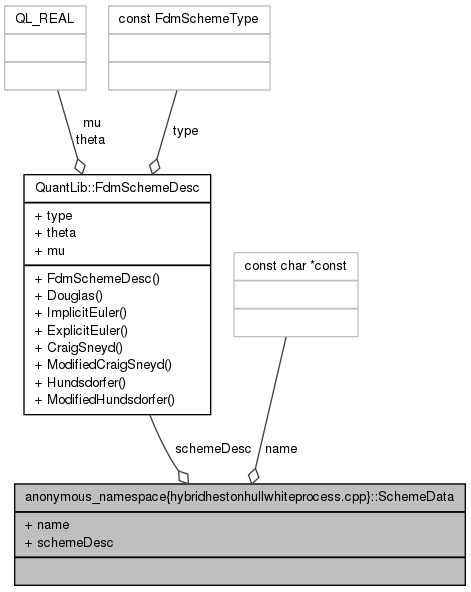 QL_REAL
const FdmSchemeType
mu
theta
type
QuantLib::FdmSchemeDesc
+ type
+ theta
+ mu
+ FdmSchemeDesc()
+ Douglas()
+ ImplicitEuler()
+ ExplicitEuler()
+ CraigSneyd()
+ ModifiedCraigSneyd()
+ Hundsdorfer()
+ ModifiedHundsdorfer()
const char *const
schemeDesc
name
anonymous_namespace{hybridhestonhullwhiteprocess.cpp}::SchemeData
+ name
+ schemeDesc